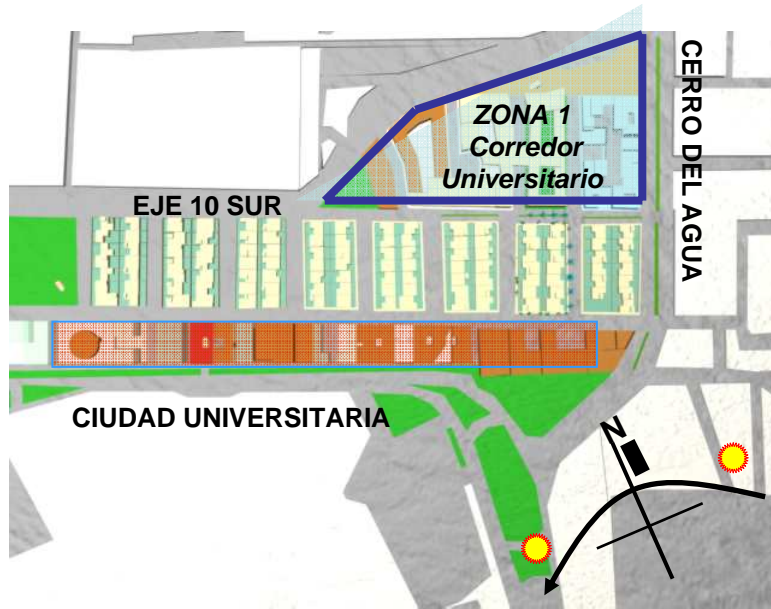 ZONA 1
Corredor
Universitario
CERRO DEL AGUA
EJE 10 SUR
CIUDAD UNIVERSITARIA
N